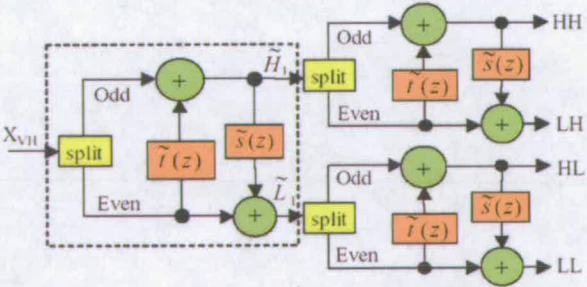 X_VH
split
Odd
Even
t̃(z)
s̃(z)
H̃_1
L̃_1
split
Odd
Even
t̃(z)
s̃(z)
HH
LH
split
Odd
Even
t̃(z)
s̃(z)
HL
LL